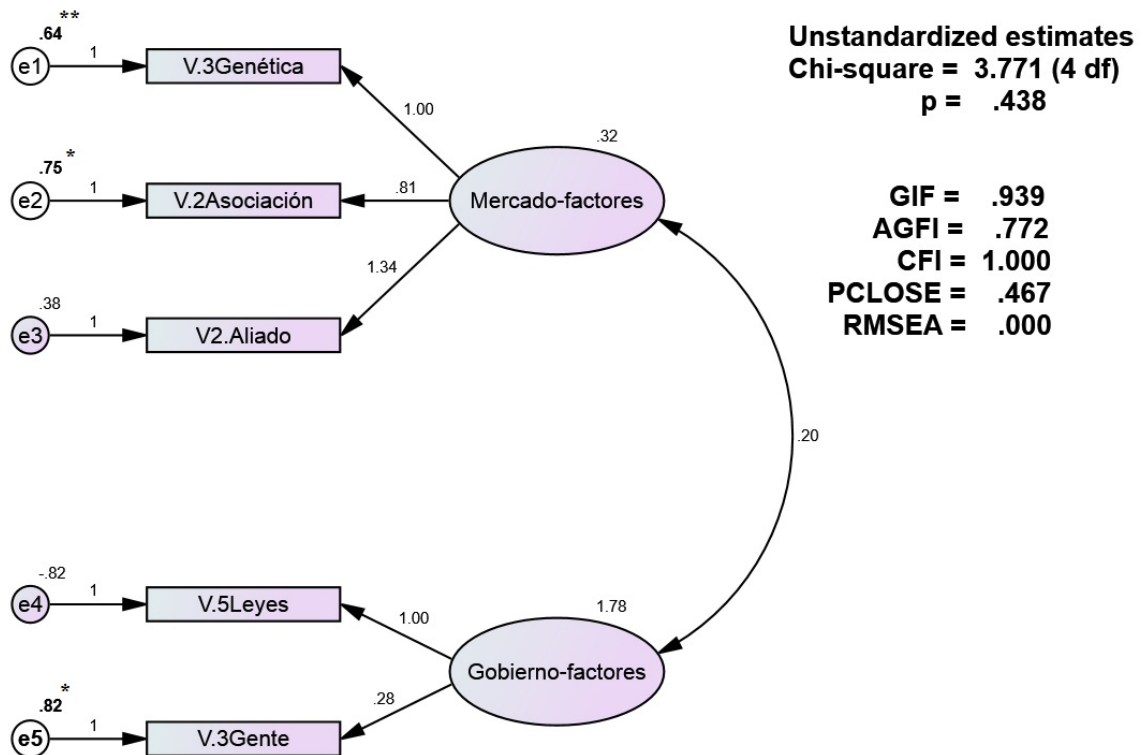 **
.64
e1
1
V.3Genética
1.00
.75 *
e2
1
V.2Asociación
.81
Mercado-factores
.32
1.34
.38
e3
1
V2.Aliado
.20
-.82
e4
1
V.5Leyes
1.00
1.78
Gobierno-factores
.28
*
.82
e5
1
V.3Gente
Unstandardized estimates
Chi-square = 3.771 (4 df)
p = .438
GIF = .939
AGFI = .772
CFI = 1.000
PCLOSE = .467
RMSEA = .000